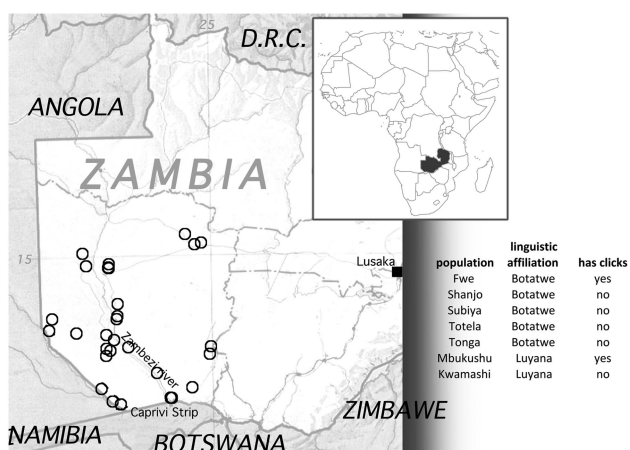 25
D.R.C.
ANGOLA
ZAMBIA
15
Lusaka
Zambezi river
Caprivi Strip
ZIMBAWE
NAMIBIA
BOTSWANA
linguistic
population affiliation has clicks
Fwe Botatwe yes
Shanjo Botatwe no
Subiya Botatwe no
Totela Botatwe no
Tonga Botatwe no
Mbukushu Luyana yes
Kwamashi Luyana no